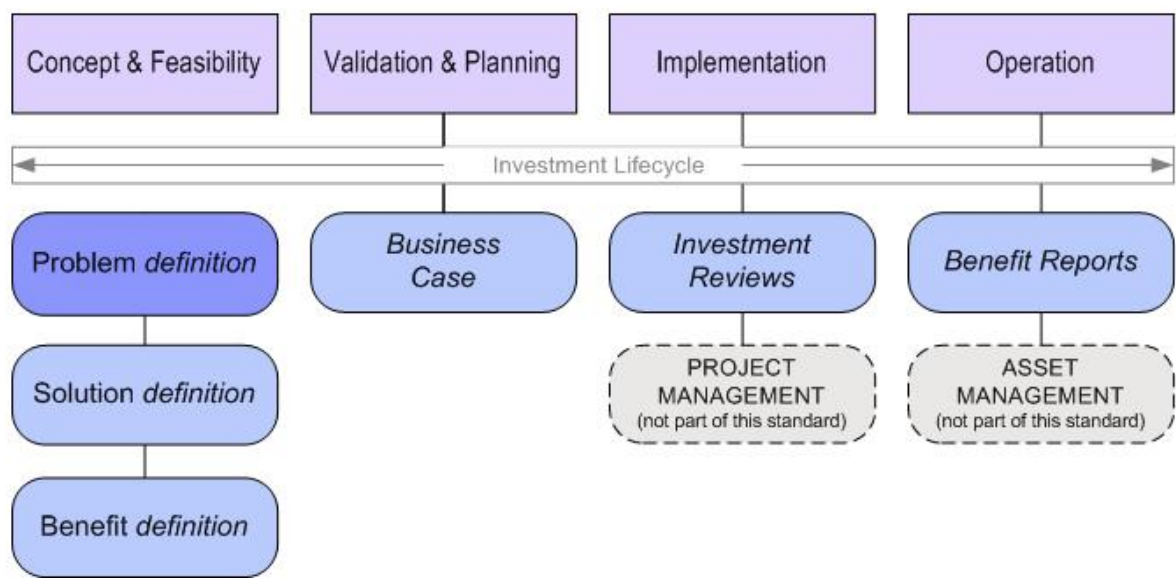 Concept & Feasibility
Validation & Planning
Implementation
Operation
Investment Lifecycle
Problem definition
Business
Case
Investment
Reviews
Benefit Reports
Solution definition
PROJECT
MANAGEMENT
(not part of this standard)
ASSET
MANAGEMENT
(not part of this standard)
Benefit definition